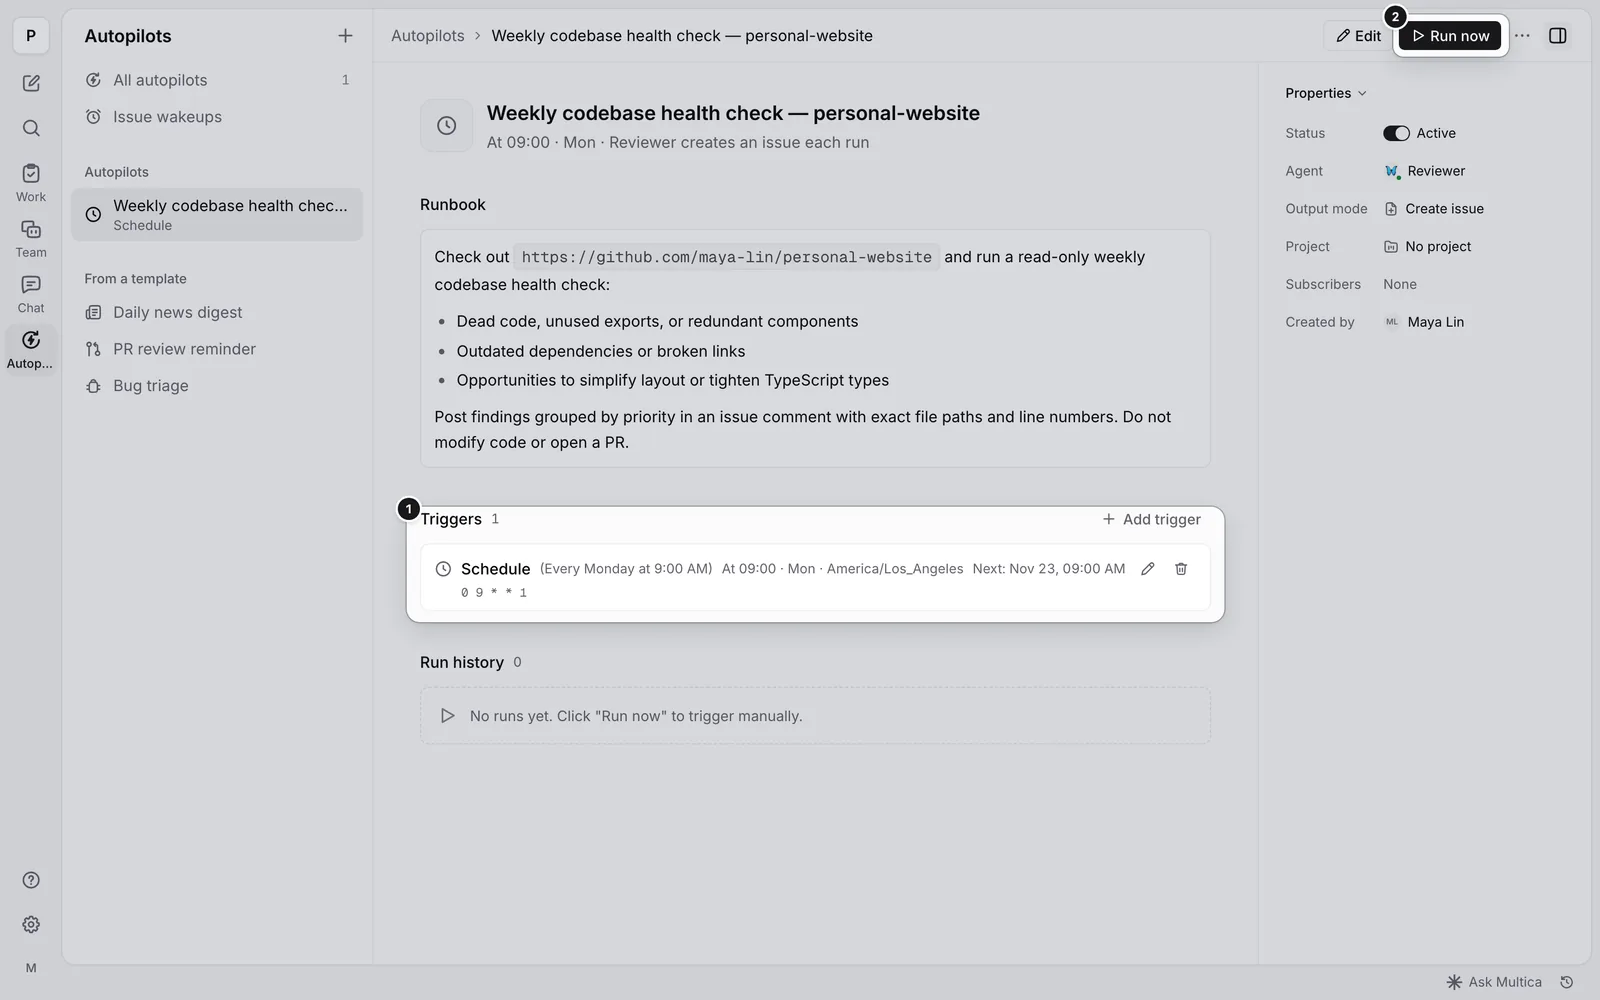 P
Work
Team
Chat
Autop...
M
Autopilots
All autopilots 1
Issue wakeups
Autopilots
Weekly codebase health chec...
Schedule
From a template
Daily news digest
PR review reminder
Bug triage
Autopilots > Weekly codebase health check — personal-website
Edit
2
Run now
Weekly codebase health check — personal-website
At 09:00 · Mon · Reviewer creates an issue each run
Runbook
Check out https://github.com/maya-lin/personal-website and run a read-only weekly
codebase health check:
• Dead code, unused exports, or redundant components
• Outdated dependencies or broken links
• Opportunities to simplify layout or tighten TypeScript types
Post findings grouped by priority in an issue comment with exact file paths and line numbers. Do not
modify code or open a PR.
1
Triggers 1
+ Add trigger
Schedule (Every Monday at 9:00 AM) At 09:00 · Mon · America/Los_Angeles Next: Nov 23, 09:00 AM
0 9 * * 1
Run history 0
No runs yet. Click "Run now" to trigger manually.
Properties
Status Active
Agent Reviewer
Output mode Create issue
Project No project
Subscribers None
Created by ML Maya Lin
Ask Multica